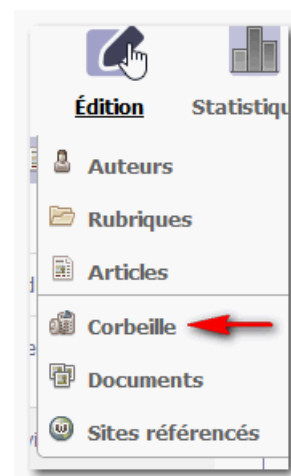 Édition
Statistiqu
Auteurs
Rubriques
Articles
Corbeille
Documents
Sites référencés